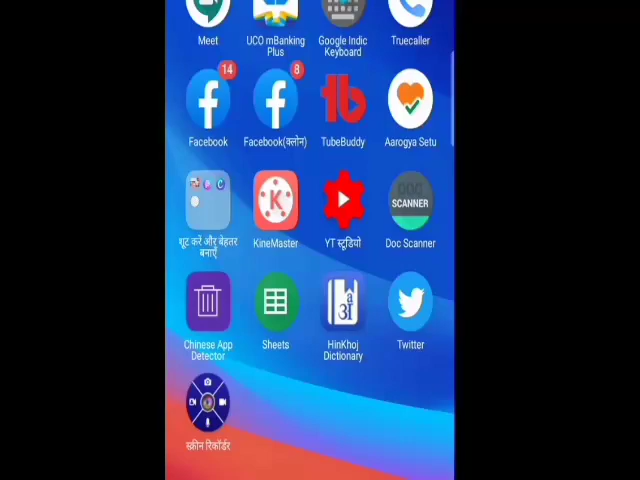 Meet
UCO mBanking
Plus
Google Indic
Keyboard
Truecaller
14
8
Facebook
Facebook(क्लोन)
TubeBuddy
Aarogya Setu
DOC
SCANNER
शूट करें और बेहतर
बनाएँ
KineMaster
YT स्टूडियो
Doc Scanner
a
अ
Chinese App
Detector
Sheets
HinKhoj
Dictionary
Twitter
स्क्रीन रिकॉर्डर